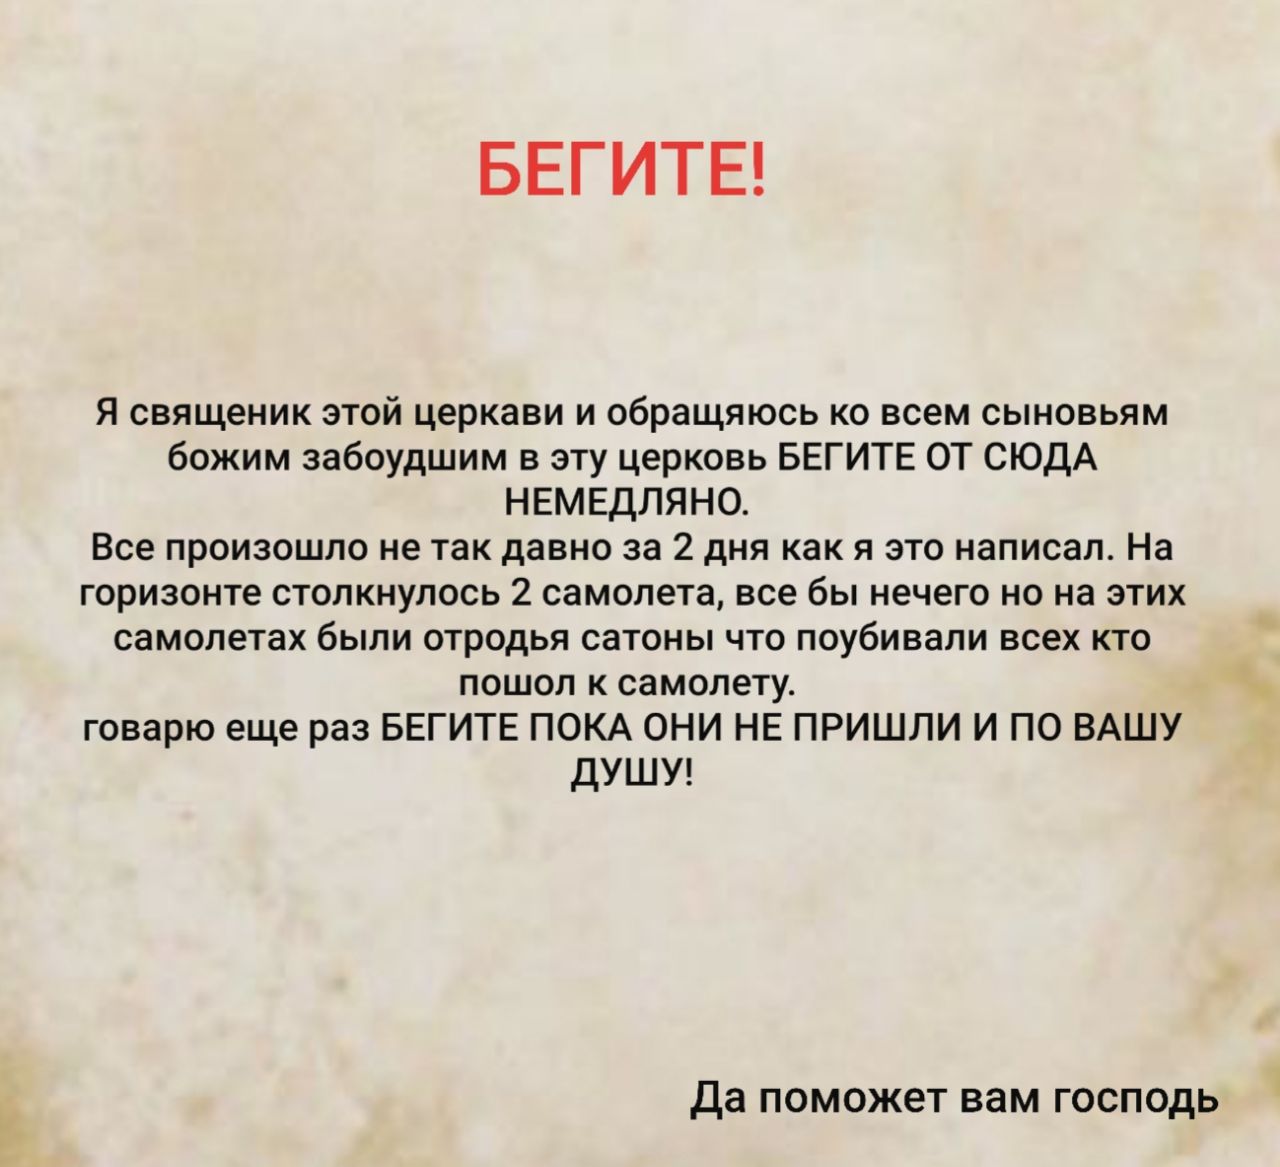 БЕГИТЕ!
Я священик этой церкави и обращяюсь ко всем сыновьям
божим забоудшим в эту церковь БЕГИТЕ ОТ СЮДА
НЕМЕДЛЯНО.
Все произошло не так давно за 2 дня как я это написал. На
горизонте столкнулось 2 самолета, все бы нечего но на этих
самолетах были отродья сатоны что поубивали всех кто
пошол к самолету.
говарю еще раз БЕГИТЕ ПОКА ОНИ НЕ ПРИШЛИ И ПО ВАШУ
ДУШУ!
Да поможет вам господь